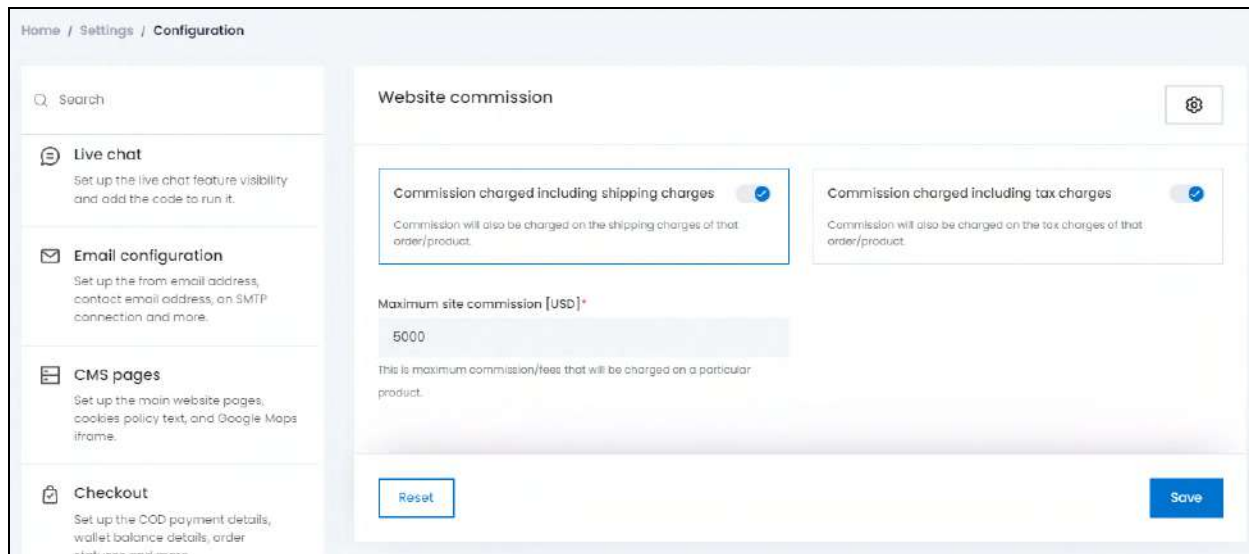 Home / Settings / Configuration
Search
Live chat
Set up the live chat feature visibility
and add the code to run it.
Email configuration
Set up the from email address,
contact email address, an SMTP
connection and more.
CMS pages
Set up the main website pages,
cookies policy text, and Google Maps
iframe.
Checkout
Set up the COD payment details,
wallet balance details, order
Website commission
Commission charged including shipping charges
Commission will also be charged on the shipping charges of that
order/product.
Commission charged including tax charges
Commission will also be charged on the tax charges of that
order/product.
Maximum site commission [USD]*
5000
This is maximum commission/fees that will be charged on a particular
product.
Reset
Save